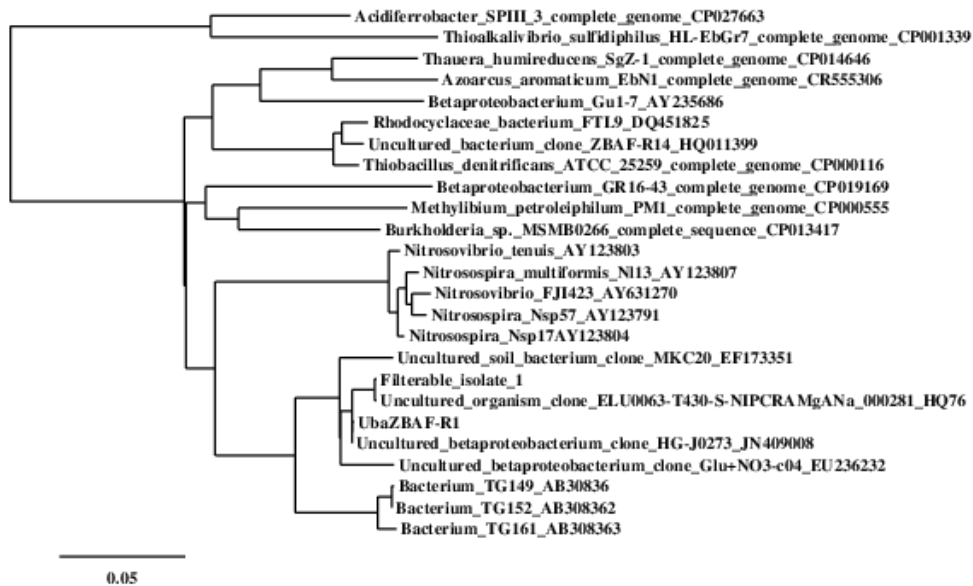 Acidiferrobacter_SPIII_3_complete_genome_CP027663
Thioalkalivibrio_sulfidiphilus_HL-EbGr7_complete_genome_CP001339
Thauera_humireducens_SgZ-1_complete_genome_CP014646
Azoarcus_aromaticum_EbN1_complete_genome_CR555306
Betaproteobacterium_Gu1-7_AY235686
Rhodocyclaceae_bacterium_FTL9_DQ451825
Uncultured_bacterium_clone_ZBAF-R14_HQ011399
Thiobacillus_denitrificans_ATCC_25259_complete_genome_CP000116
Betaproteobacterium_GR16-43_complete_genome_CP019169
Methylibium_petroleiphilum_PM1_complete_genome_CP000555
Burkholderia_sp._MSMB0266_complete_sequence_CP013417
Nitrosovibrio_tenuis_AY123803
Nitrosospira_multiformis_Nl13_AY123807
Nitrosovibrio_FJI423_AY631270
Nitrosospira_Nsp57_AY123791
Nitrosospira_Nsp17AY123804
Uncultured_soil_bacterium_clone_MKC20_EF173351
Filterable_isolate_1
Uncultured_organism_clone_ELU0063-T430-S-NIPCRAMgANa_000281_HQ76
UbaZBAF-R1
Uncultured_betaproteobacterium_clone_HG-J0273_JN409008
Uncultured_betaproteobacterium_clone_Glu+NO3-c04_EU236232
Bacterium_TG149_AB30836
Bacterium_TG152_AB308362
Bacterium_TG161_AB308363
0.05